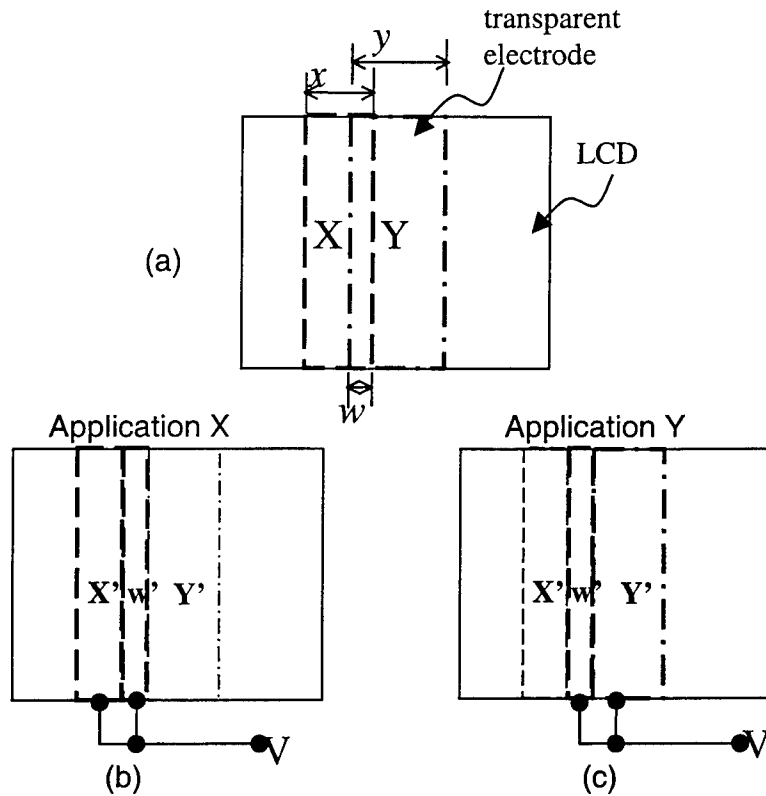 transparent
electrode
y
x
LCD
X Y
(a)
w
Application X
Application Y
X' w' Y'
X' w' Y'
V
V
(b)
(c)